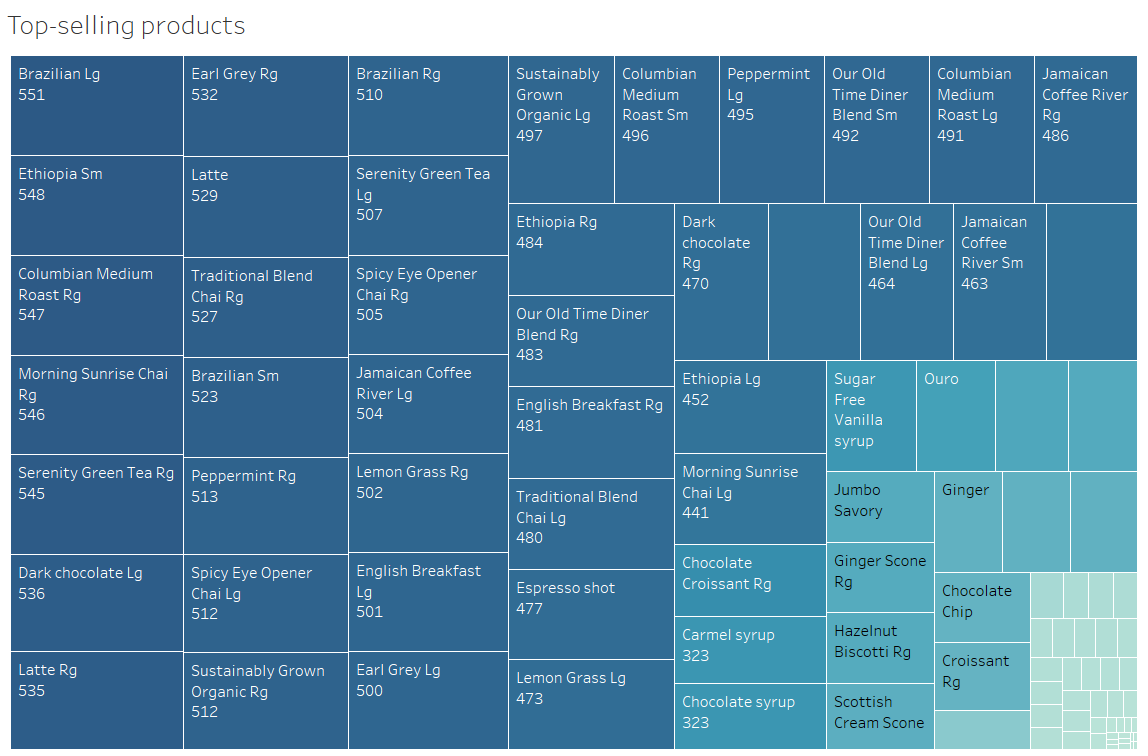 Top-selling products
Brazilian Lg
551
Ethiopia Sm
548
Columbian Medium
Roast Rg
547
Morning Sunrise Chai
Rg
546
Serenity Green Tea Rg
545
Dark chocolate Lg
536
Latte Rg
535
Earl Grey Rg
532
Latte
529
Traditional Blend
Chai Rg
527
Brazilian Sm
523
Peppermint Rg
513
Spicy Eye Opener
Chai Lg
512
Sustainably Grown
Organic Rg
512
Brazilian Rg
510
Serenity Green Tea
Lg
507
Spicy Eye Opener
Chai Rg
505
Jamaican Coffee
River Lg
504
Lemon Grass Rg
502
English Breakfast
Lg
501
Earl Grey Lg
500
Sustainably
Grown
Organic Lg
497
Columbian
Medium
Roast Sm
496
Peppermint
Lg
495
Our Old
Time Diner
Blend Sm
492
Columbian
Medium
Roast Lg
491
Jamaican
Coffee River
Rg
486
Ethiopia Rg
484
Our Old Time Diner
Blend Rg
483
English Breakfast Rg
481
Traditional Blend
Chai Lg
480
Espresso shot
477
Lemon Grass Lg
473
Dark
chocolate
Rg
470
Our Old
Time Diner
Blend Lg
464
Jamaican
Coffee
River Sm
463
Ethiopia Lg
452
Morning Sunrise
Chai Lg
441
Chocolate
Croissant Rg
Carmel syrup
323
Chocolate syrup
323
Sugar
Free
Vanilla
syrup
Ouro
Jumbo
Savory
Ginger Scone
Rg
Hazelnut
Biscotti Rg
Scottish
Cream Scone
Ginger
Chocolate
Chip
Croissant
Rg